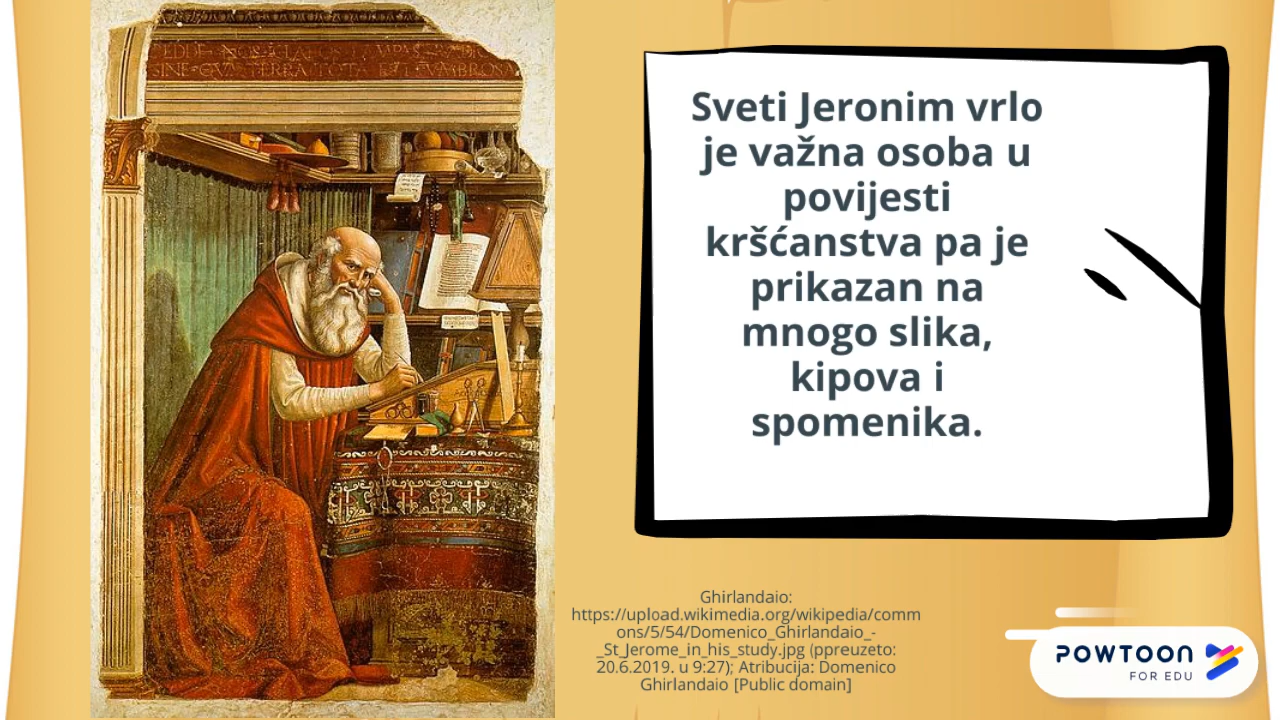 Sveti Jeronim vrlo
je važna osoba u
povijesti
kršćanstva pa je
prikazan na
mnogo slika,
kipova i
spomenika.
Ghirlandaio:
https://upload.wikimedia.org/wikipedia/comm
ons/5/54/Domenico_Ghirlandaio_-
_St_Jerome_in_his_study.jpg (ppreuzeto:
20.6.2019. u 9:27); Atribucija: Domenico
Ghirlandaio [Public domain]
POWTOON
FOR EDU